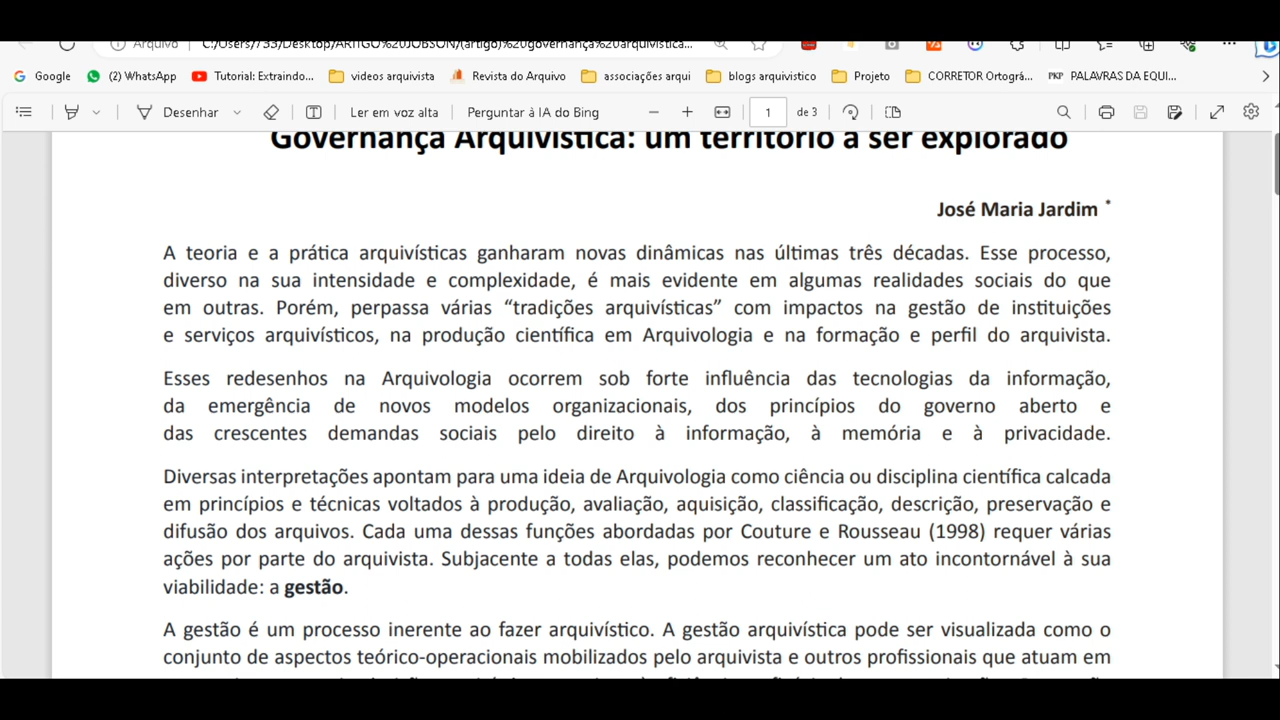 Arquivo C:/Users/733/Desktop/ARTIGO%20JOBSON/(artigo)%20governança%20arquivística...
Google (2) WhatsApp Tutorial: Extraindo... videos arquivista Revista do Arquivo associações arqui blogs arquivistico Projeto CORRETOR Ortográ... PKP PALAVRAS DA EQUI...
Desenhar Ler em voz alta Perguntar à IA do Bing 1 de 3
Governança Arquivística: um território a ser explorado
José Maria Jardim *
A teoria e a prática arquivísticas ganharam novas dinâmicas nas últimas três décadas. Esse processo,
diverso na sua intensidade e complexidade, é mais evidente em algumas realidades sociais do que
em outras. Porém, perpassa várias “tradições arquivísticas” com impactos na gestão de instituições
e serviços arquivísticos, na produção científica em Arquivologia e na formação e perfil do arquivista.
Esses redesenhos na Arquivologia ocorrem sob forte influência das tecnologias da informação,
da emergência de novos modelos organizacionais, dos princípios do governo aberto e
das crescentes demandas sociais pelo direito à informação, à memória e à privacidade.
Diversas interpretações apontam para uma ideia de Arquivologia como ciência ou disciplina científica calcada
em princípios e técnicas voltados à produção, avaliação, aquisição, classificação, descrição, preservação e
difusão dos arquivos. Cada uma dessas funções abordadas por Couture e Rousseau (1998) requer várias
ações por parte do arquivista. Subjacente a todas elas, podemos reconhecer um ato incontornável à sua
viabilidade: a gestão.
A gestão é um processo inerente ao fazer arquivístico. A gestão arquivística pode ser visualizada como o
conjunto de aspectos teórico-operacionais mobilizados pelo arquivista e outros profissionais que atuam em